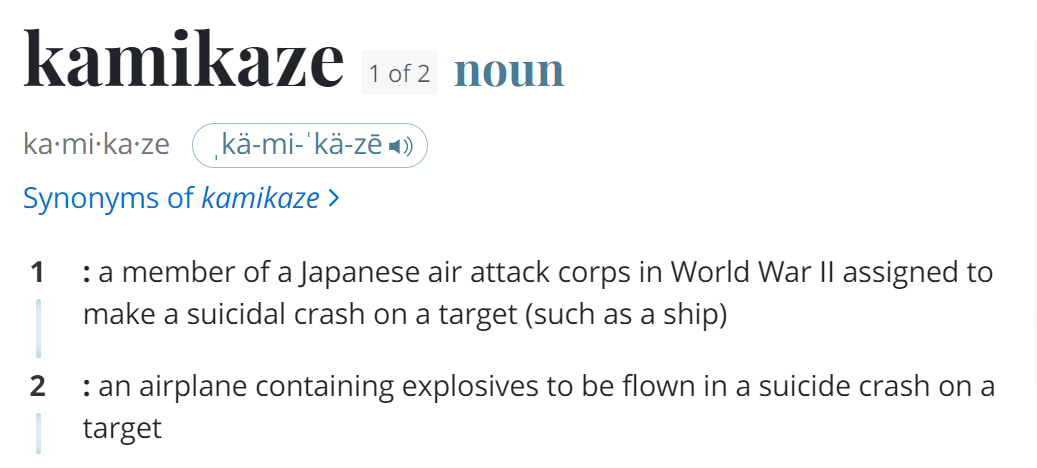 kamikaze 1 of 2 noun
ka·mi·ka·ze ˌkä-mi-ˈkä-zē
Synonyms of kamikaze >
1 : a member of a Japanese air attack corps in World War II assigned to
make a suicidal crash on a target (such as a ship)
2 : an airplane containing explosives to be flown in a suicide crash on a
target